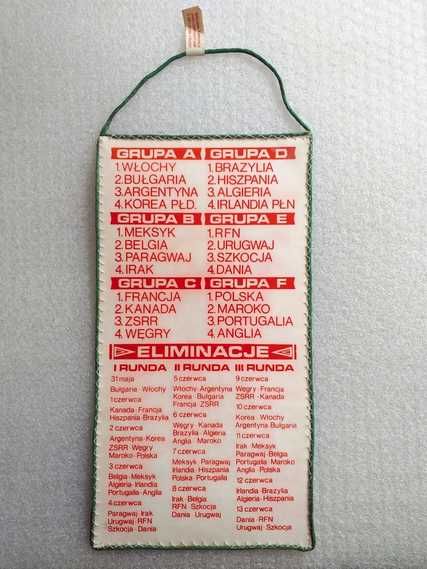 GRUPA A
1.WŁOCHY
2.BUŁGARIA
3.ARGENTYNA
4.KOREA PŁD.
GRUPA B
1.MEKSYK
2.BELGIA
3.PARAGWAJ
4.IRAK
GRUPA C
1.FRANCJA
2.KANADA
3.ZSRR
4.WĘGRY
GRUPA D
1.BRAZYLIA
2.HISZPANIA
3.ALGIERIA
4.IRLANDIA PŁN
GRUPA E
1.RFN
2.URUGWAJ
3.SZKOCJA
4.DANIA
GRUPA F
1.POLSKA
2.MAROKO
3.PORTUGALIA
4.ANGLIA
ELIMINACJE
I RUNDA
31 maja
Bułgaria·Włochy
1 czerwca
Kanada·Francja
Hiszpania·Brazylia
2 czerwca
Argentyna·Korea
ZSRR·Węgry
Maroko·Polska
3 czerwca
Belgia·Meksyk
Algeria·Irlandia
Portugalia·Anglia
4 czerwca
Paragwaj·Irak
Urugwaj·RFN
Szkocja·Dania
II RUNDA
5 czerwca
Włochy·Argentyna
Korea·Bułgaria
Francja·ZSRR
6 czerwca
Węgry·Kanada
Brazylia·Algieria
Anglia·Maroko
7 czerwca
Meksyk·Paragwaj
Irlandia·Hiszpania
Polska·Portugalia
8 czerwca
Irak·Belgia
RFN·Szkocja
Dania·Urugwaj
III RUNDA
9 czerwca
Węgry·Francja
ZSRR·Kanada
10 czerwca
Korea·Włochy
Argentyna·Bułgaria
11 czerwca
Irak·Meksyk
Paragwaj·Belgia
Portugalia·Maroko
Anglia·Polska
12 czerwca
Irlandia·Brazylia
Algieria·Hiszpania
13 czerwca
Dania·RFN
Urugwaj·Szkocja